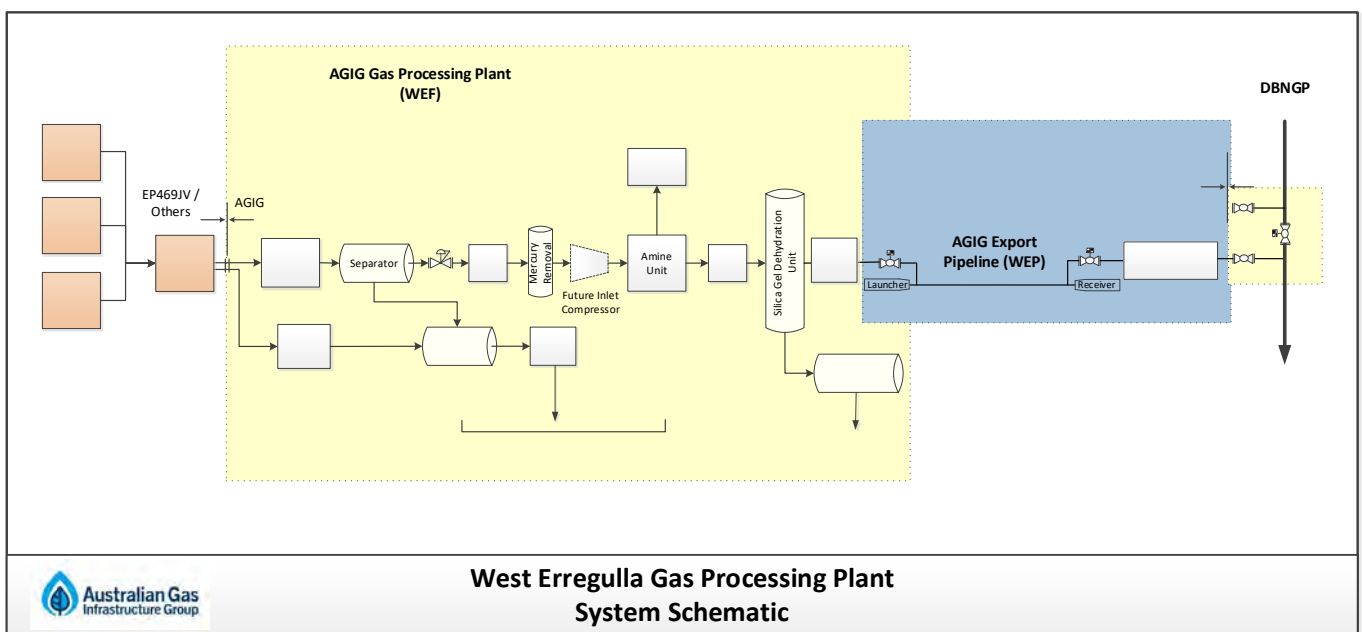 AGIG Gas Processing Plant
(WEF)
DBNGP
EP469JV /
Others
AGIG
Separator
Mercury
Removal
Future Inlet
Compressor
Amine
Unit
Silica Gel Dehydration
Unit
Launcher
AGIG Export
Pipeline (WEP)
Receiver
Australian Gas
Infrastructure Group
West Erregulla Gas Processing Plant
System Schematic